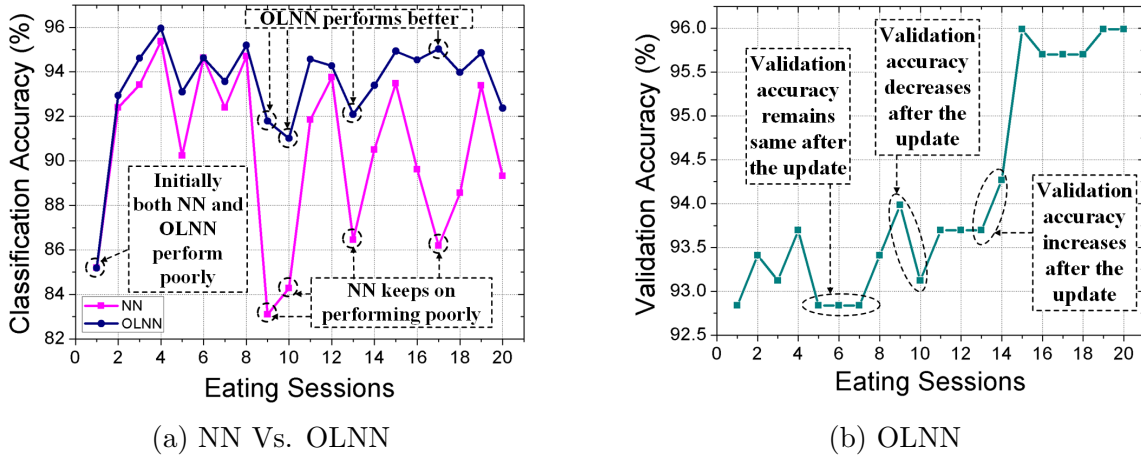 Classification Accuracy (%)
96
94
92
90
88
86
84
82
OLNN performs better
Initially
both NN and
OLNN
perform
poorly
NN keeps on
performing poorly
NN
OLNN
2 4 6 8 10 12 14 16 18 20
Eating Sessions
(a) NN Vs. OLNN
Validation Accuracy (%)
96.0
95.5
95.0
94.5
94.0
93.5
93.0
92.5
Validation
accuracy
remains
same after
the update
Validation
accuracy
decreases
after the
update
Validation
accuracy
increases
after the
update
0 2 4 6 8 10 12 14 16 18 20
Eating Sessions
(b) OLNN